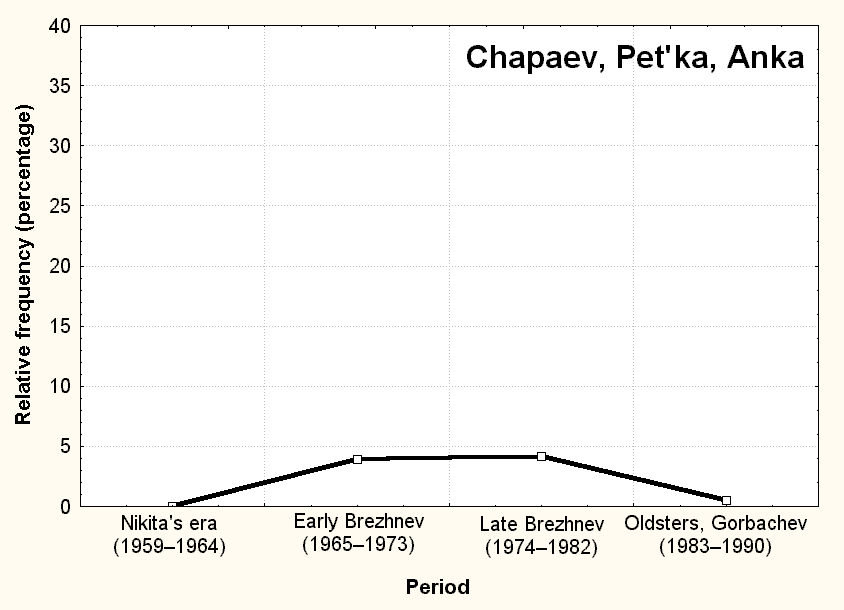 Chapaev, Pet'ka, Anka
Relative frequency (percentage)
40
35
30
25
20
15
10
5
0
Nikita's era
(1959–1964)
Early Brezhnev
(1965–1973)
Late Brezhnev
(1974–1982)
Oldsters, Gorbachev
(1983–1990)
Period